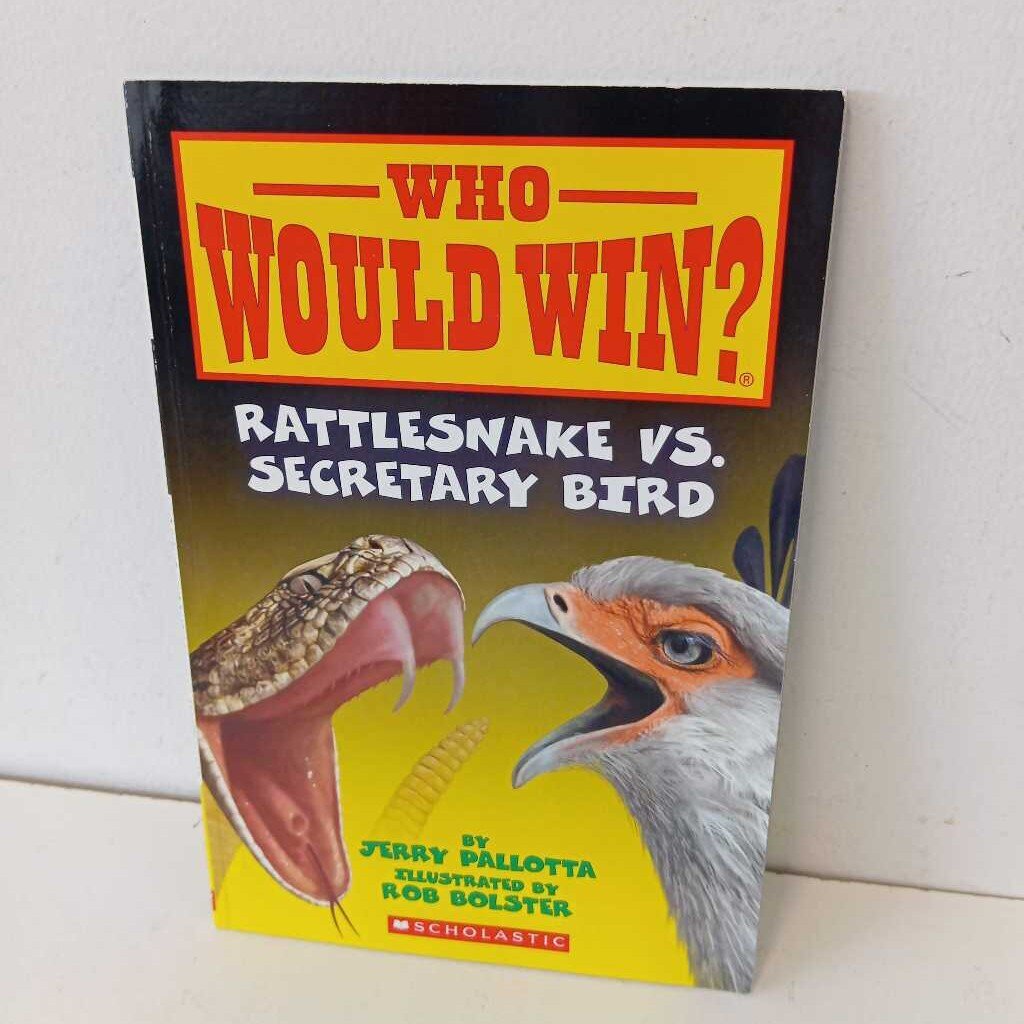 WHO
WOULD WIN?®
RATTLESNAKE VS.
SECRETARY BIRD
BY
JERRY PALLOTTA
ILLUSTRATED BY
ROB BOLSTER
SCHOLASTIC